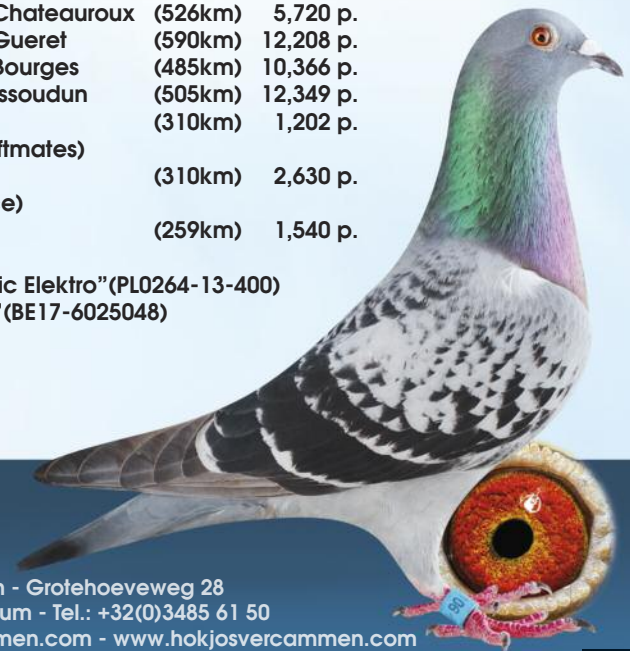 Chateauroux (526km) 5,720 p.
Gueret (590km) 12,208 p.
Bourges (485km) 10,366 p.
ssoudun (505km) 12,349 p.
(310km) 1,202 p.
ftmates)
(310km) 2,630 p.
e)
(259km) 1,540 p.
ic Elektro”(PL0264-13-400)
”(BE17-6025048)
n - Grotehoeveweg 28
um - Tel.: +32(0)3485 61 50
mmen.com - www.hokjosvercammen.com
90